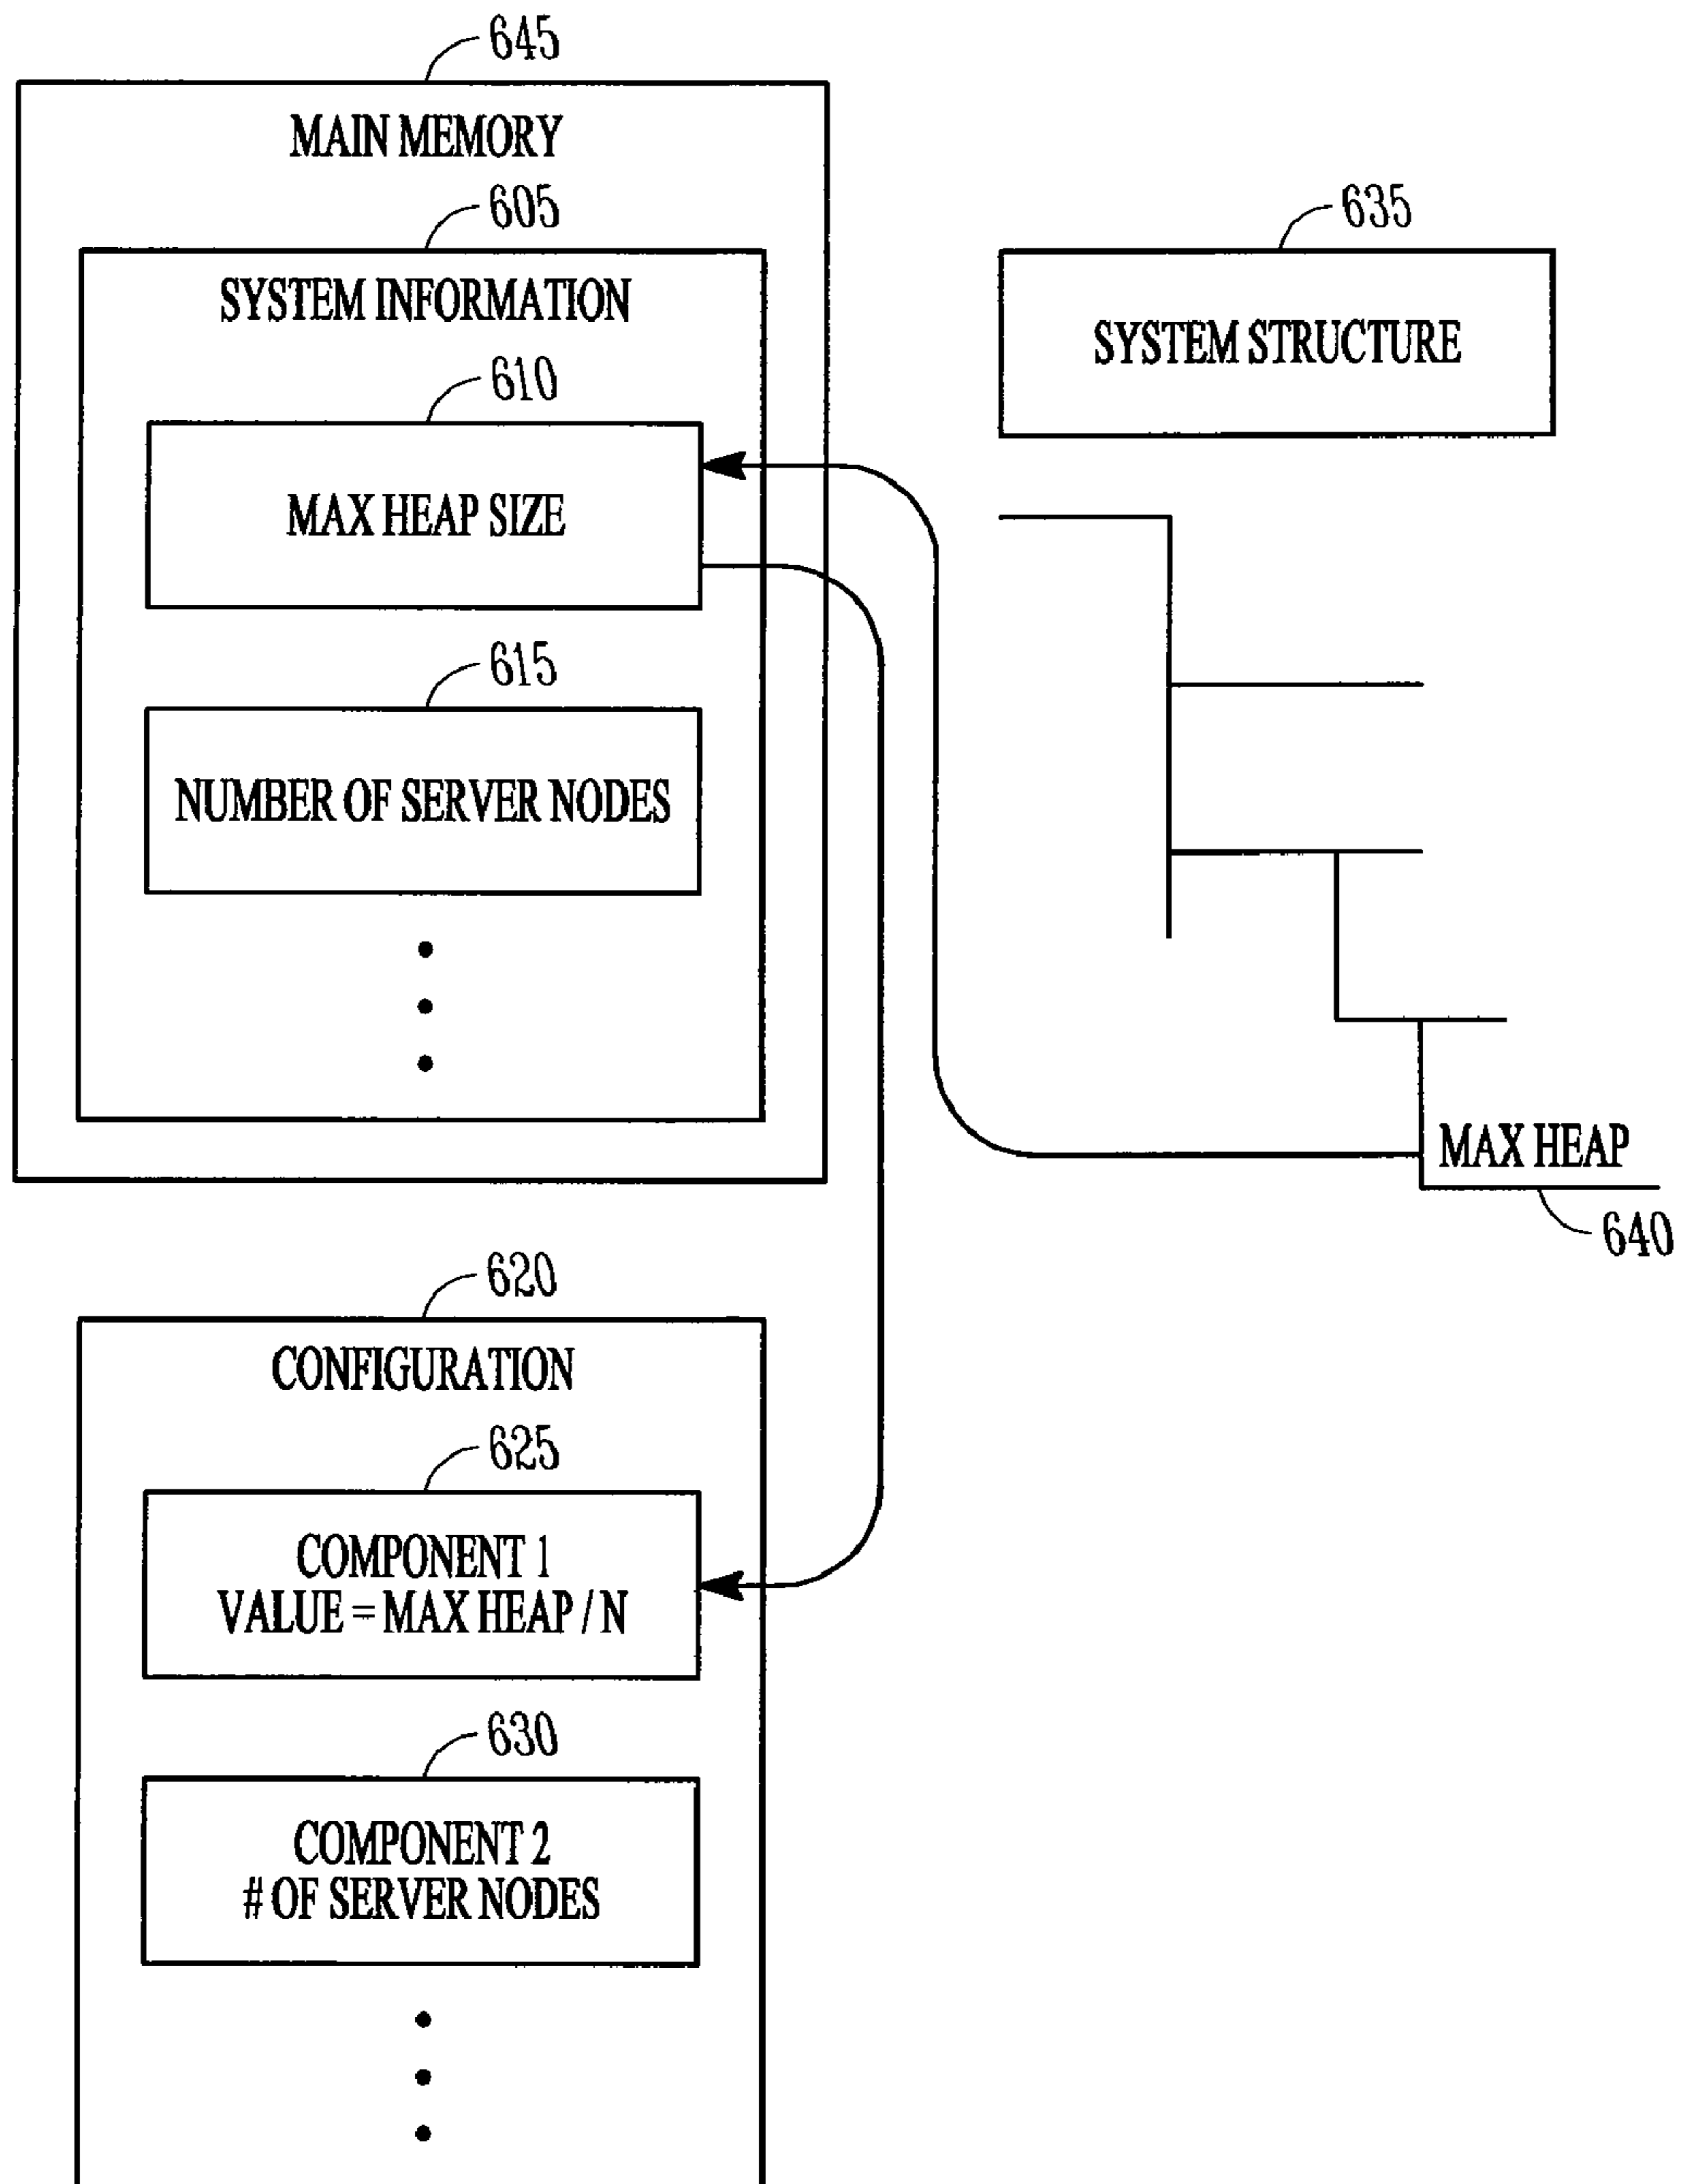 645
MAIN MEMORY
605
SYSTEM INFORMATION
610
MAX HEAP SIZE
615
NUMBER OF SERVER NODES
635
SYSTEM STRUCTURE
MAX HEAP
640
620
CONFIGURATION
625
COMPONENT 1
VALUE = MAX HEAP / N
630
COMPONENT 2
# OF SERVER NODES